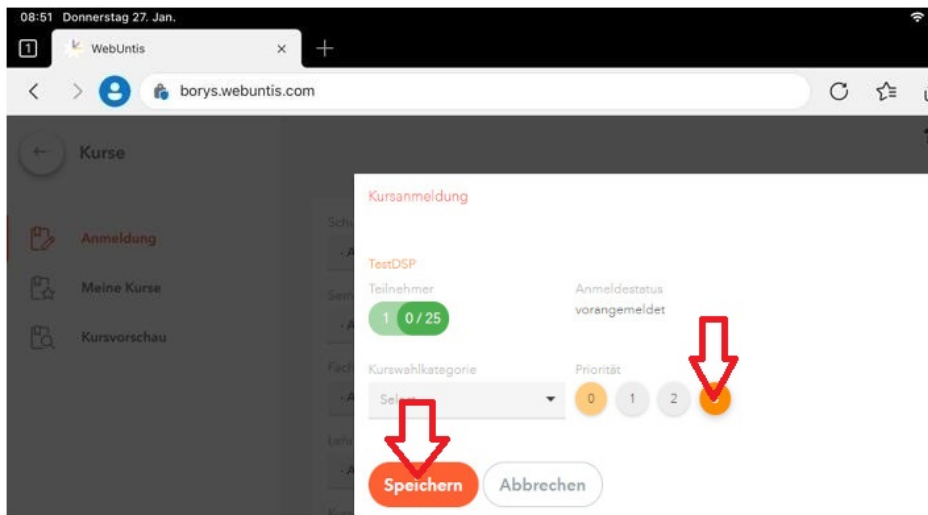 08:51 Donnerstag 27. Jan.
1 WebUntis
borys.webuntis.com
Kurse
Kursanmeldung
Anmeldung
TestDSP
Meine Kurse
Teilnehmer Anmeldestatus
1 0 / 25 vorangemeldet
Kursvorschau
Kurswahlkategorie Priorität
0 1 2
Speichern Abbrechen